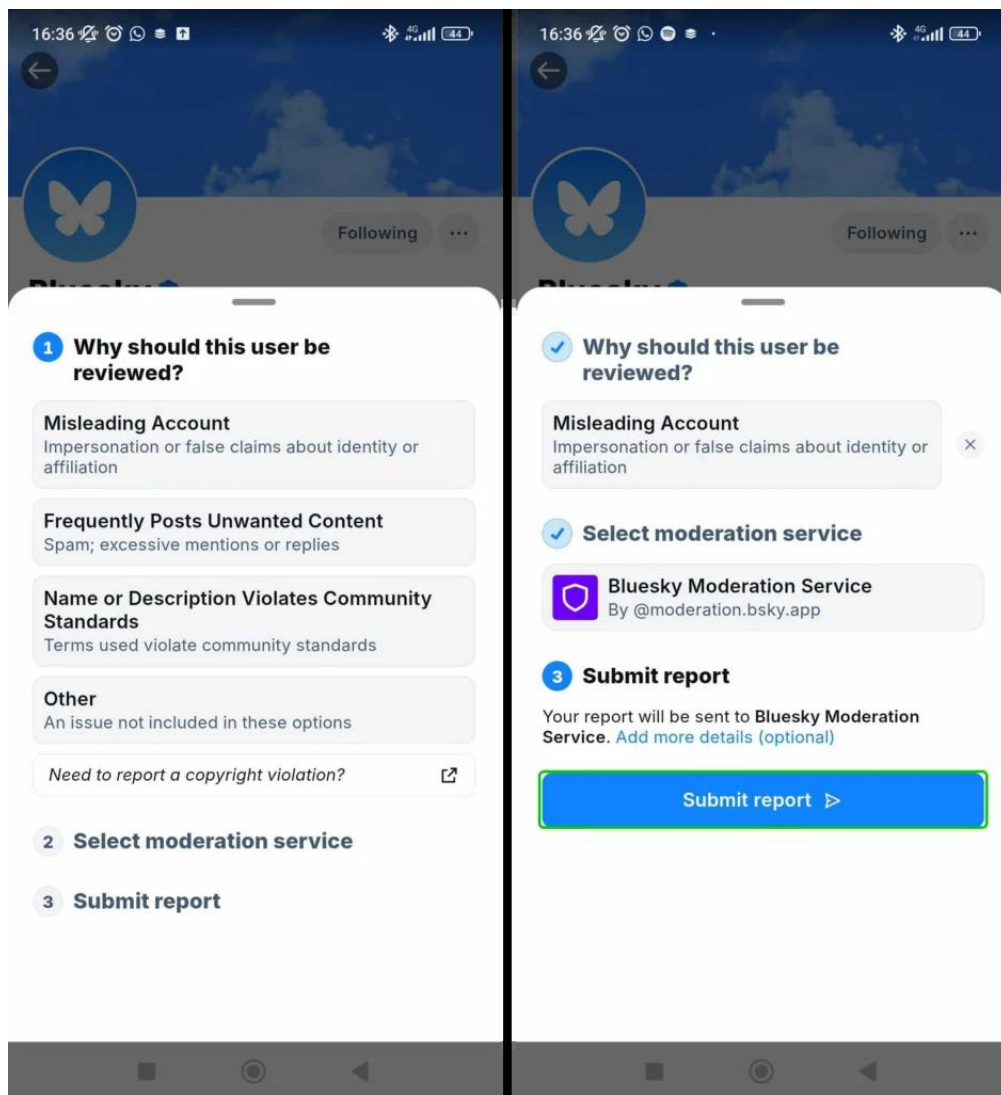 16:36
4G
44
Following
1
Why should this user be
reviewed?
Misleading Account
Impersonation or false claims about identity or
affiliation
Frequently Posts Unwanted Content
Spam; excessive mentions or replies
Name or Description Violates Community
Standards
Terms used violate community standards
Other
An issue not included in these options
Need to report a copyright violation?
2 Select moderation service
3 Submit report
16:36
4G
44
Following
Why should this user be
reviewed?
Misleading Account
Impersonation or false claims about identity or
affiliation
Select moderation service
Bluesky Moderation Service
By @moderation.bsky.app
3 Submit report
Your report will be sent to Bluesky Moderation
Service. Add more details (optional)
Submit report